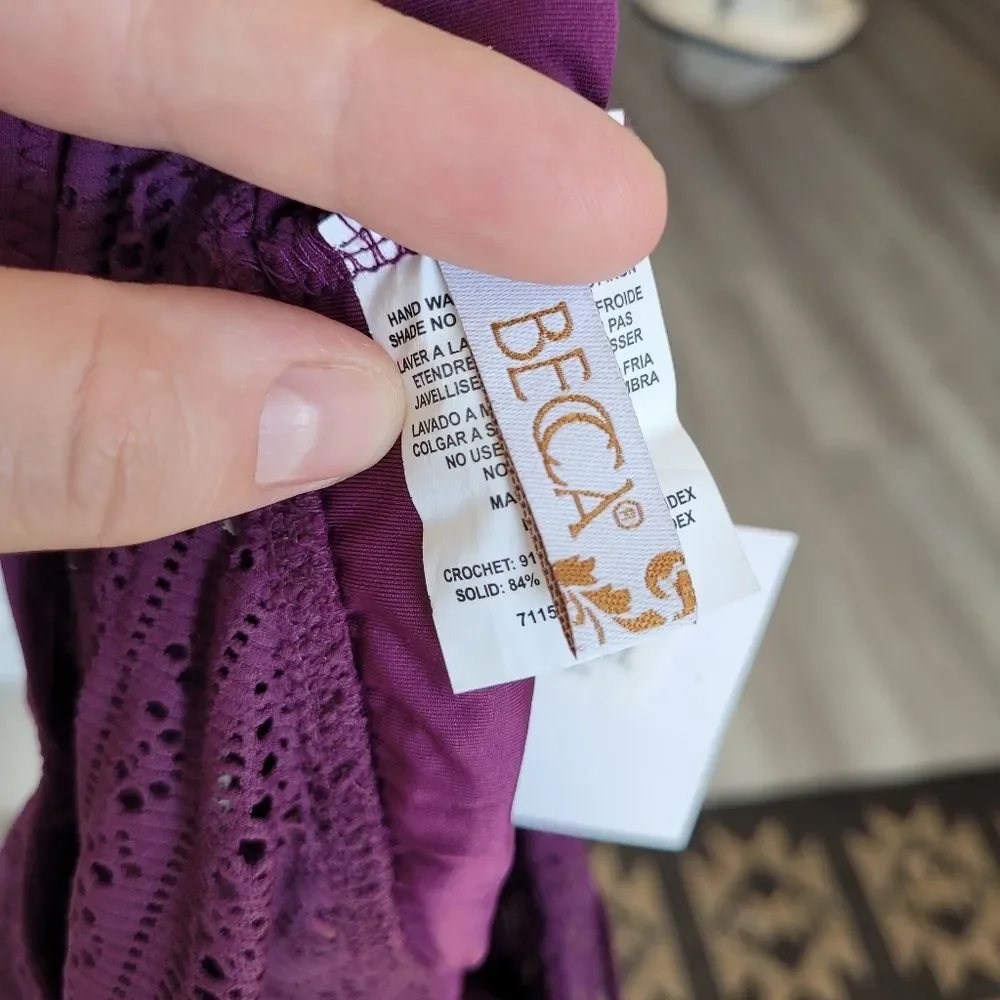 HAND WA
SHADE NO
LAVER A LA
ETENDRE
JAVELLISE
LAVADO A M
COLGAR A S
NO USE
NO
MA
CROCHET: 91
SOLID: 84%
7115
BECCA®
FROIDE
PAS
SSER
FRIA
MBRA
DEX
DEX